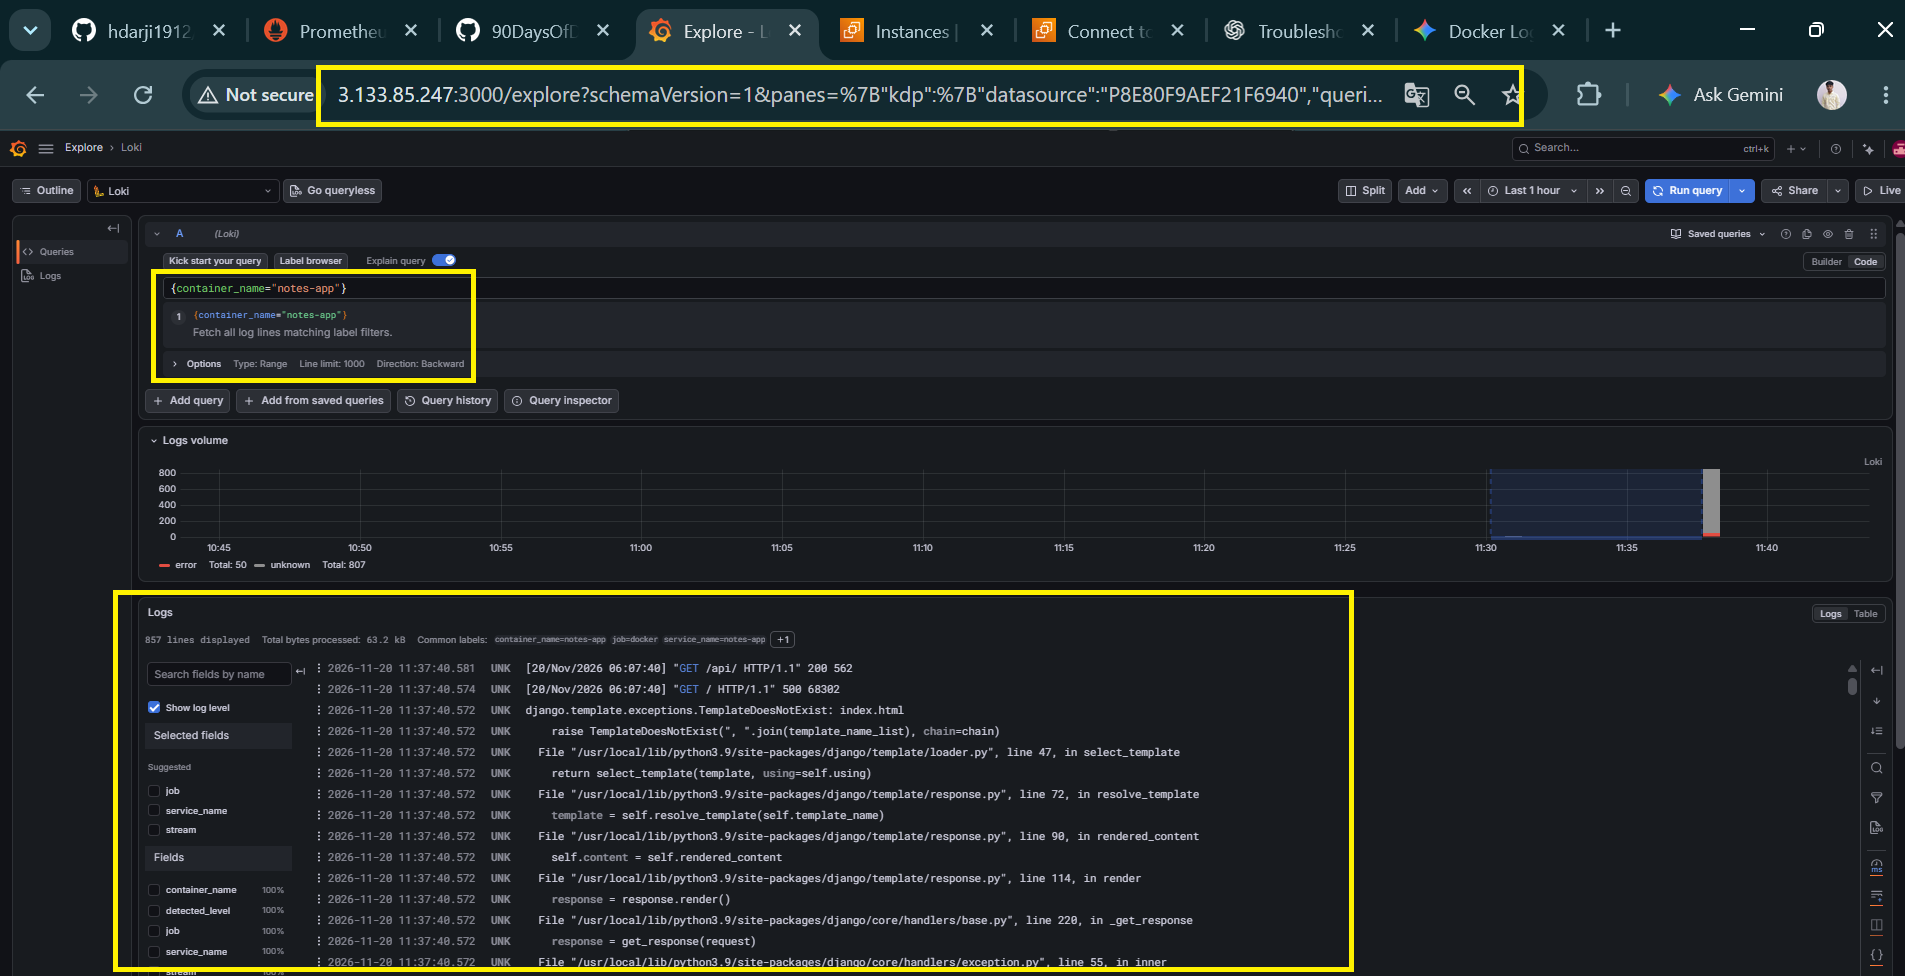 hdarji1912
Prometheu
90DaysOfD
Explore - L
Instances |
Connect to
Troublesho
Docker Lo
Not secure
3.133.85.247:3000/explore?schemaVersion=1&panes=%7B"kdp":%7B"datasource":"P8E80F9AEF21F6940","queri...
Ask Gemini
Explore › Loki
Search...
ctrl+k
Outline
Loki
Go queryless
Split
Add
Last 1 hour
Run query
Share
Live
Queries
Logs
A (Loki)
Saved queries
Kick start your query
Label browser
Explain query
Builder
Code
{container_name="notes-app"}
1 {container_name="notes-app"}
Fetch all log lines matching label filters.
Options Type: Range Line limit: 1000 Direction: Backward
+ Add query
+ Add from saved queries
Query history
Query inspector
Logs volume
Loki
800
600
400
200
0
10:45 10:50 10:55 11:00 11:05 11:10 11:15 11:20 11:25 11:30 11:35 11:40
error Total: 50 unknown Total: 807
Logs
Logs
Table
857 lines displayed Total bytes processed: 63.2 kB Common labels: container_name=notes-app job=docker service_name=notes-app +1
Search fields by name
Show log level
Selected fields
Suggested
job
service_name
stream
Fields
container_name 100%
detected_level 100%
job 100%
service_name 100%
stream 100%
2026-11-20 11:37:40.581 UNK [20/Nov/2026 06:07:40] "GET /api/ HTTP/1.1" 200 562
2026-11-20 11:37:40.574 UNK [20/Nov/2026 06:07:40] "GET / HTTP/1.1" 500 68302
2026-11-20 11:37:40.572 UNK django.template.exceptions.TemplateDoesNotExist: index.html
2026-11-20 11:37:40.572 UNK raise TemplateDoesNotExist(", ".join(template_name_list), chain=chain)
2026-11-20 11:37:40.572 UNK File "/usr/local/lib/python3.9/site-packages/django/template/loader.py", line 47, in select_template
2026-11-20 11:37:40.572 UNK return select_template(template, using=self.using)
2026-11-20 11:37:40.572 UNK File "/usr/local/lib/python3.9/site-packages/django/template/response.py", line 72, in resolve_template
2026-11-20 11:37:40.572 UNK template = self.resolve_template(self.template_name)
2026-11-20 11:37:40.572 UNK File "/usr/local/lib/python3.9/site-packages/django/template/response.py", line 90, in rendered_content
2026-11-20 11:37:40.572 UNK self.content = self.rendered_content
2026-11-20 11:37:40.572 UNK File "/usr/local/lib/python3.9/site-packages/django/template/response.py", line 114, in render
2026-11-20 11:37:40.572 UNK response = response.render()
2026-11-20 11:37:40.572 UNK File "/usr/local/lib/python3.9/site-packages/django/core/handlers/base.py", line 220, in _get_response
2026-11-20 11:37:40.572 UNK response = get_response(request)
2026-11-20 11:37:40.572 UNK File "/usr/local/lib/python3.9/site-packages/django/core/handlers/exception.py", line 55, in inner